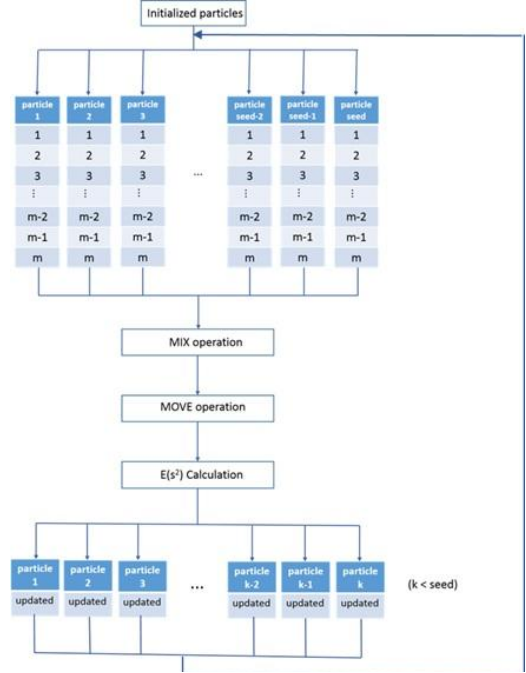 Initialized particles
particle 1 particle 2 particle 3 particle seed-2 particle seed-1 particle seed
1 1 1 1 1 1
2 2 2 2 2 2
3 3 3 ... 3 3 3
⋮ ⋮ ⋮ ⋮ ⋮ ⋮
m-2 m-2 m-2 m-2 m-2 m-2
m-1 m-1 m-1 m-1 m-1 m-1
m m m m m m
MIX operation
MOVE operation
E(s²) Calculation
particle 1 particle 2 particle 3 ... particle k-2 particle k-1 particle k (k < seed)
updated updated updated updated updated updated